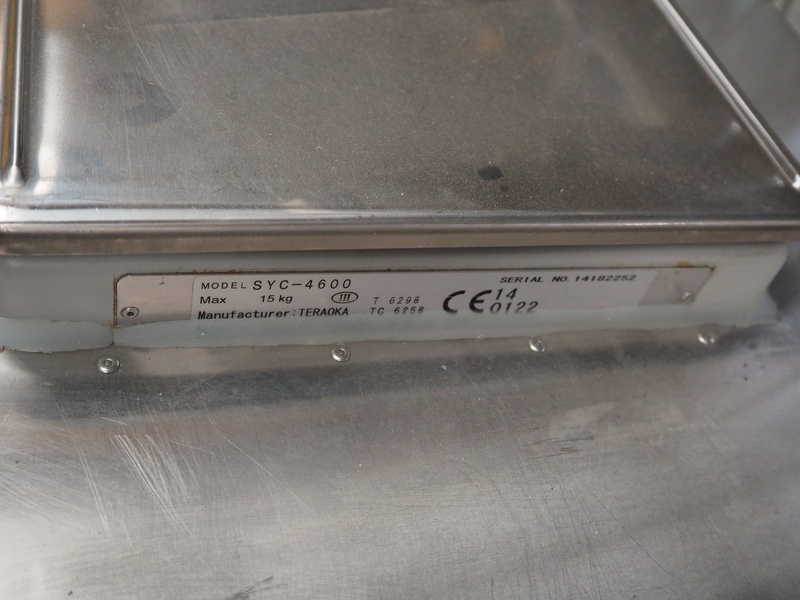 MODEL SYC-4600
SERIAL NO. 14182252
Max 15 kg III T 6298
Manufacturer: TERAOKA TC 6258
CE 14
0122